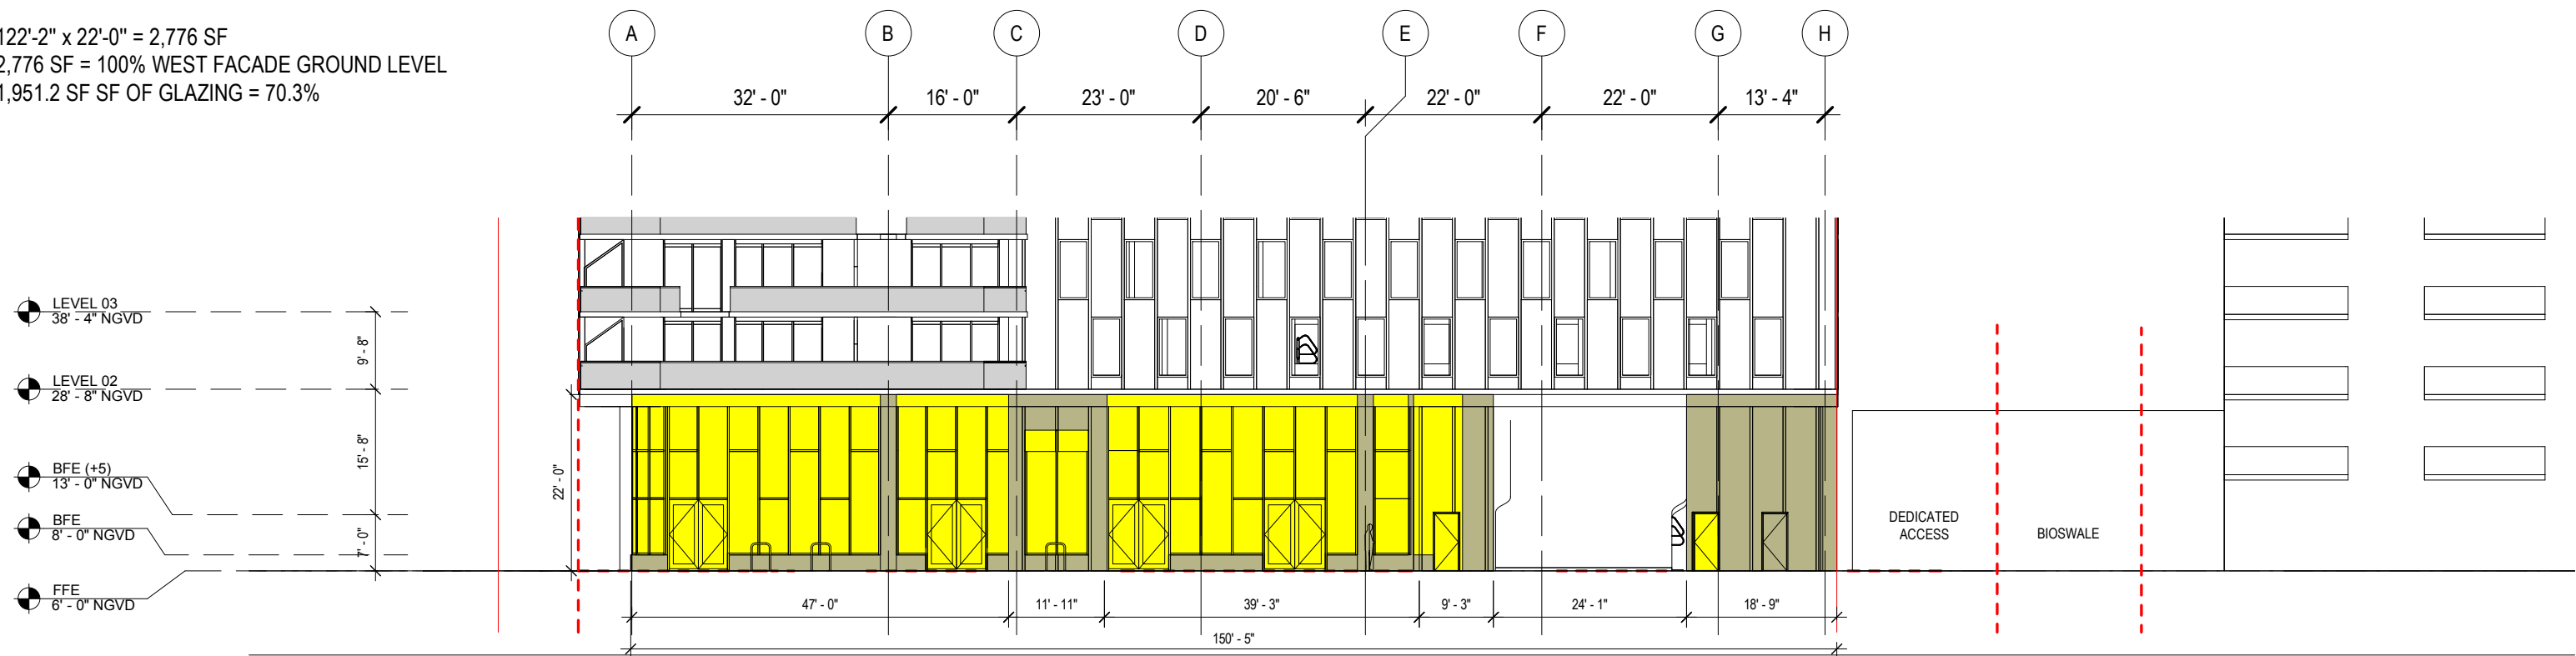 122'-2" x 22'-0" = 2,776 SF
2,776 SF = 100% WEST FACADE GROUND LEVEL
1,951.2 SF SF OF GLAZING = 70.3%
A B C D E F G H
32' - 0" 16' - 0" 23' - 0" 20' - 6" 22' - 0" 22' - 0" 13' - 4"
LEVEL 03
38' - 4" NGVD
9' - 8"
LEVEL 02
28' - 8" NGVD
15' - 8"
BFE (+5)
13' - 0" NGVD
BFE
8' - 0" NGVD
7' - 0"
FFE
6' - 0" NGVD
22' - 0"
DEDICATED
ACCESS
BIOSWALE
47' - 0" 11' - 11" 39' - 3" 9' - 3" 24' - 1" 18' - 9"
150' - 5"